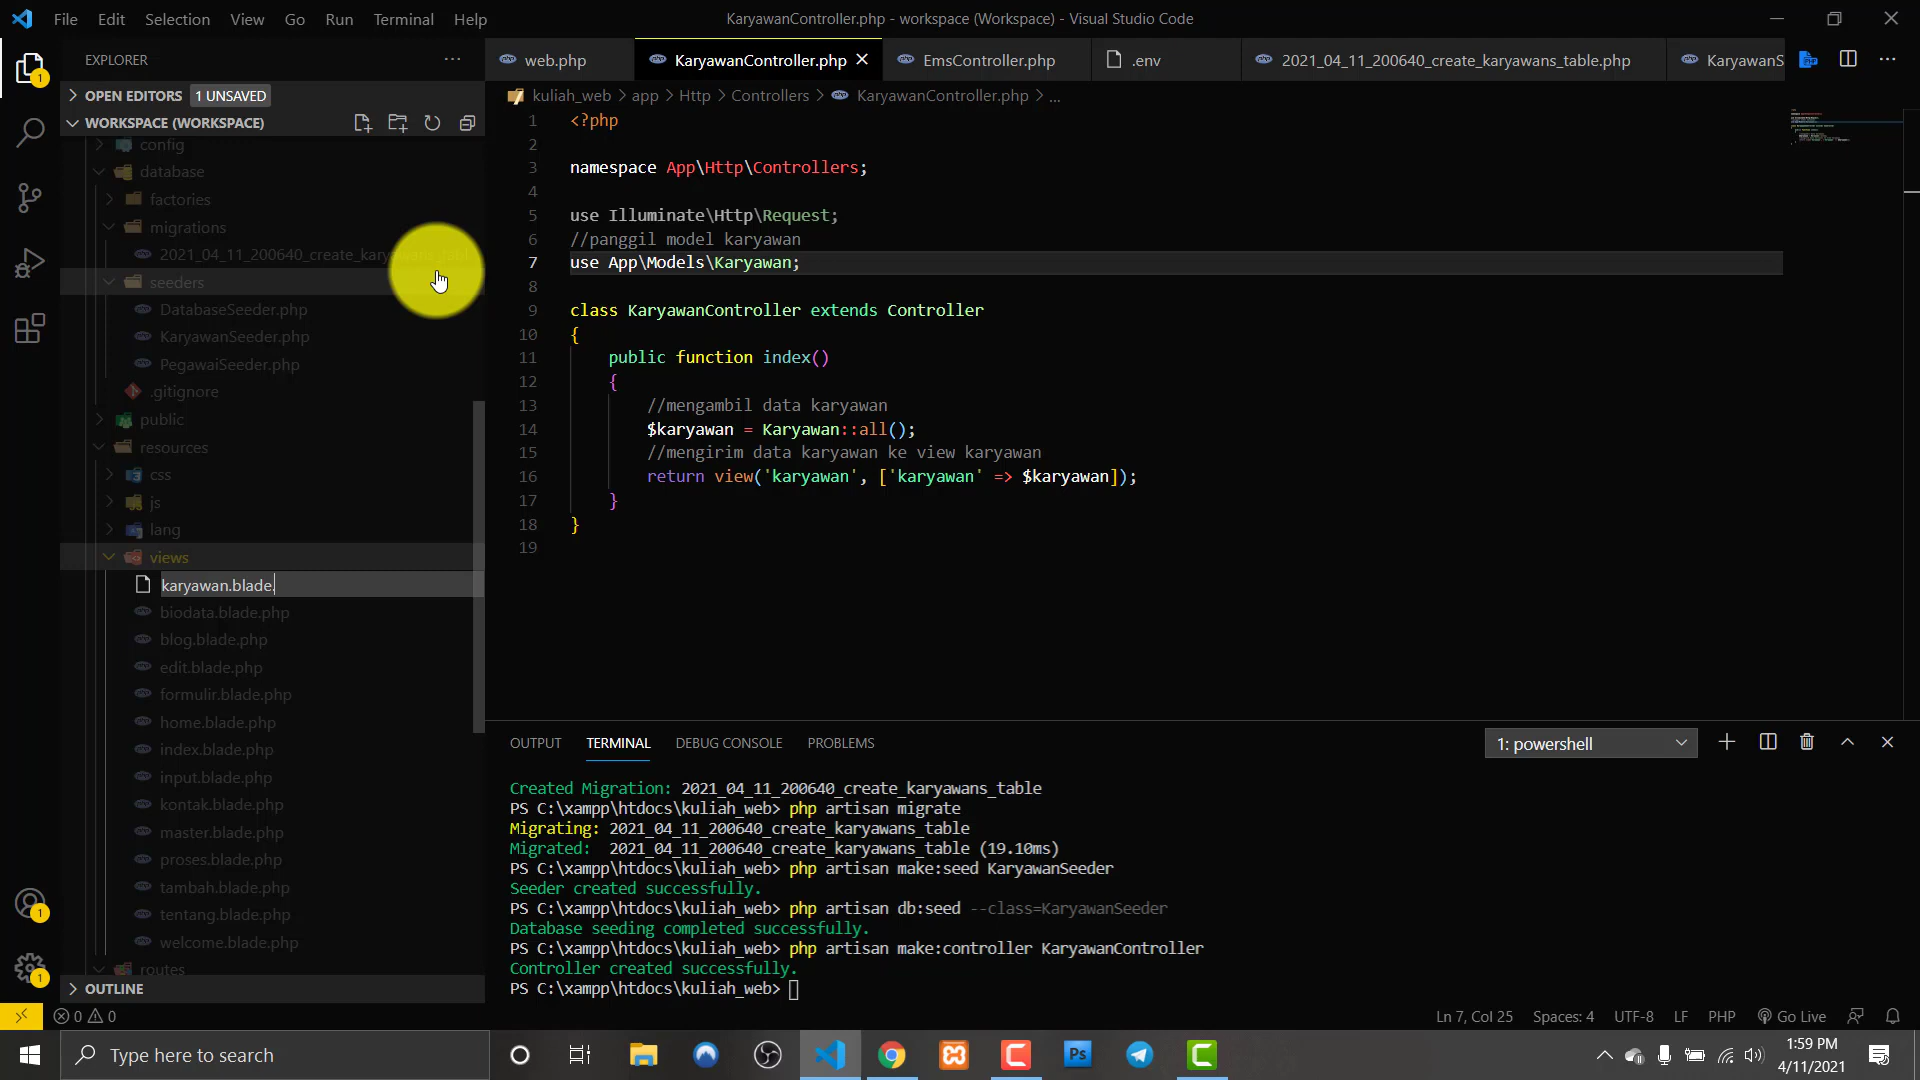 File Edit Selection View Go Run Terminal Help
KaryawanController.php - workspace (Workspace) - Visual Studio Code
EXPLORER
web.php KaryawanController.php EmsController.php .env 2021_04_11_200640_create_karyawans_table.php KaryawanS
OPEN EDITORS 1 UNSAVED
WORKSPACE (WORKSPACE)
config
database
factories
migrations
2021_04_11_200640_create_kary
seeders
DatabaseSeeder.php
KaryawanSeeder.php
PegawaiSeeder.php
.gitignore
public
resources
css
js
lang
views
karyawan.blade.
biodata.blade.php
blog.blade.php
edit.blade.php
formulir.blade.php
home.blade.php
index.blade.php
input.blade.php
kontak.blade.php
master.blade.php
proses.blade.php
tambah.blade.php
tentang.blade.php
welcome.blade.php
routes
OUTLINE
kuliah_web > app > Http > Controllers > KaryawanController.php > ...
1 <?php
2
3 namespace App\Http\Controllers;
4
5 use Illuminate\Http\Request;
6 //panggil model karyawan
7 use App\Models\Karyawan;
8
9 class KaryawanController extends Controller
10 {
11 public function index()
12 {
13 //mengambil data karyawan
14 $karyawan = Karyawan::all();
15 //mengirim data karyawan ke view karyawan
16 return view('karyawan', ['karyawan' => $karyawan]);
17 }
18 }
19
OUTPUT TERMINAL DEBUG CONSOLE PROBLEMS 1: powershell
Created Migration: 2021_04_11_200640_create_karyawans_table
PS C:\xampp\htdocs\kuliah_web> php artisan migrate
Migrating: 2021_04_11_200640_create_karyawans_table
Migrated: 2021_04_11_200640_create_karyawans_table (19.10ms)
PS C:\xampp\htdocs\kuliah_web> php artisan make:seed KaryawanSeeder
Seeder created successfully.
PS C:\xampp\htdocs\kuliah_web> php artisan db:seed --class=KaryawanSeeder
Database seeding completed successfully.
PS C:\xampp\htdocs\kuliah_web> php artisan make:controller KaryawanController
Controller created successfully.
PS C:\xampp\htdocs\kuliah_web>
0 0 Ln 7, Col 25 Spaces: 4 UTF-8 LF PHP Go Live
Type here to search
1:59 PM
4/11/2021